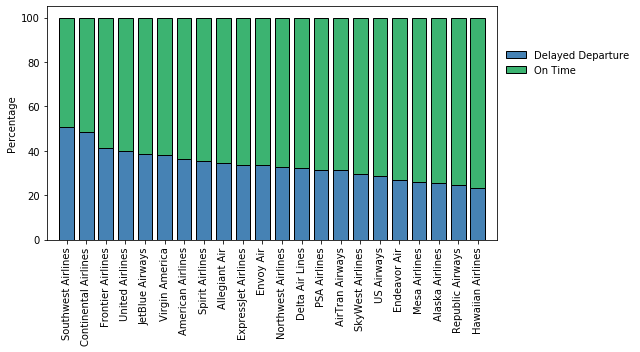 100
80
60
40
20
0
Percentage
Delayed Departure
On Time
Southwest Airlines
Continental Airlines
Frontier Airlines
United Airlines
JetBlue Airways
Virgin America
American Airlines
Spirit Airlines
Allegiant Air
ExpressJet Airlines
Envoy Air
Northwest Airlines
Delta Air Lines
PSA Airlines
AirTran Airways
SkyWest Airlines
US Airways
Endeavor Air
Mesa Airlines
Alaska Airlines
Republic Airways
Hawaiian Airlines